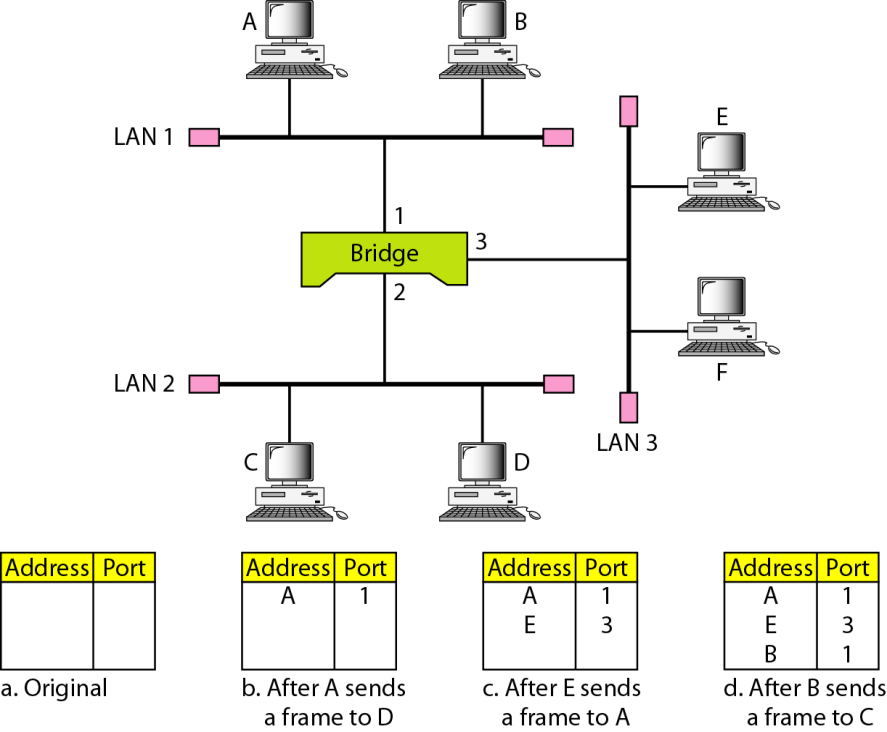 A
B
LAN 1
E
1
Bridge
3
2
LAN 2
F
LAN 3
C
D
Address Port
a. Original
Address Port
A 1
b. After A sends
a frame to D
Address Port
A 1
E 3
c. After E sends
a frame to A
Address Port
A 1
E 3
B 1
d. After B sends
a frame to C